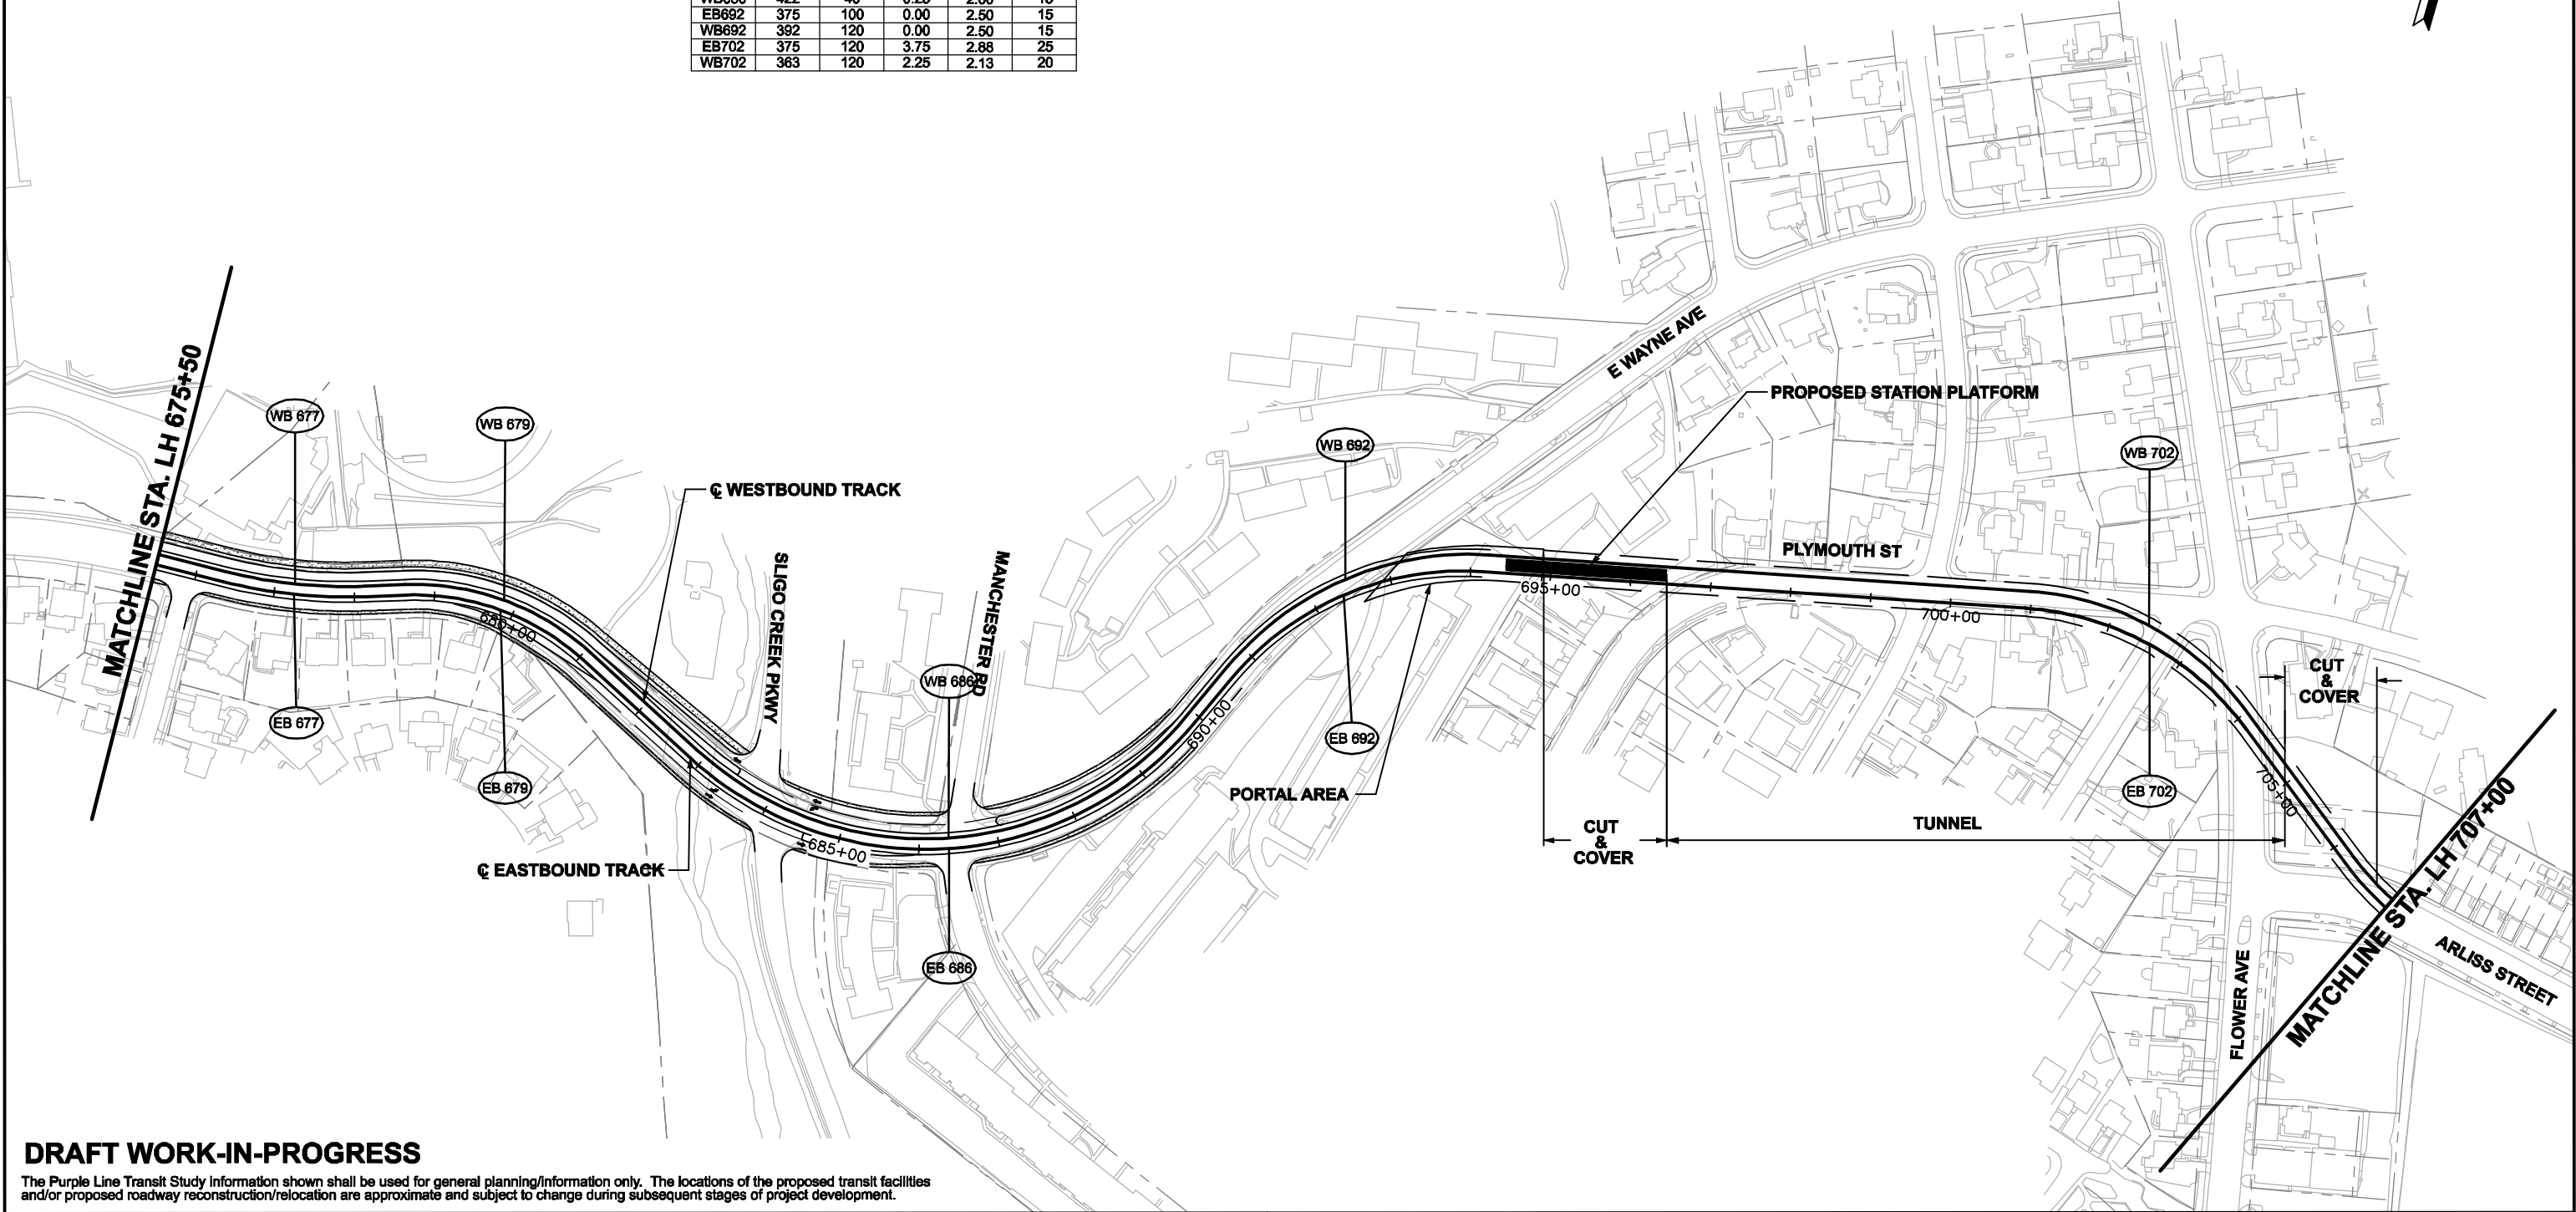 EB692 375 100 0.00 2.50 15
WB692 392 120 0.00 2.50 15
EB702 375 120 3.75 2.88 25
WB702 363 120 2.25 2.13 20
MATCHLINE STA. LH 675+50
WB 677
WB 679
EB 677
EB 679
680+00
℄ WESTBOUND TRACK
℄ EASTBOUND TRACK
SLIGO CREEK PKWY
685+00
WB 686
EB 686
MANCHESTER RD
690+00
WB 692
EB 692
PORTAL AREA
E WAYNE AVE
PROPOSED STATION PLATFORM
695+00
PLYMOUTH ST
700+00
CUT
&
COVER
TUNNEL
WB 702
EB 702
CUT
&
COVER
705+00
FLOWER AVE
MATCHLINE STA. LH 707+00
ARLISS STREET
DRAFT WORK-IN-PROGRESS
The Purple Line Transit Study information shown shall be used for general planning/information only. The locations of the proposed transit facilities
and/or proposed roadway reconstruction/relocation are approximate and subject to change during subsequent stages of project development.